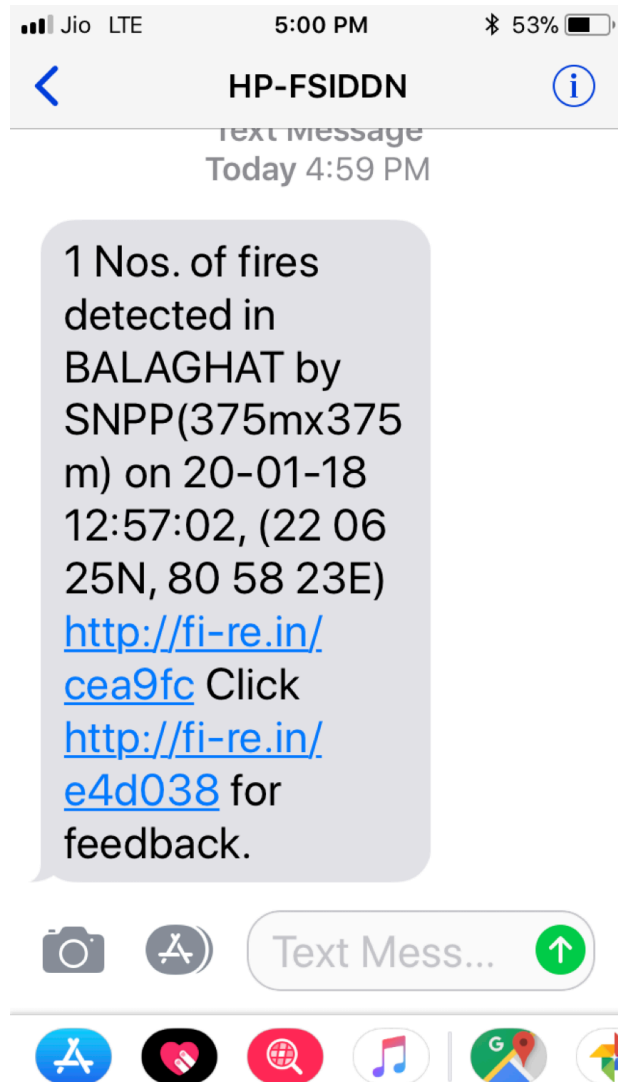 Jio LTE 5:00 PM 53%
HP-FSIDDN
Text Message
Today 4:59 PM
1 Nos. of fires
detected in
BALAGHAT by
SNPP(375mx375
m) on 20-01-18
12:57:02, (22 06
25N, 80 58 23E)
http://fi-re.in/
cea9fc Click
http://fi-re.in/
e4d038 for
feedback.
Text Mess...
G